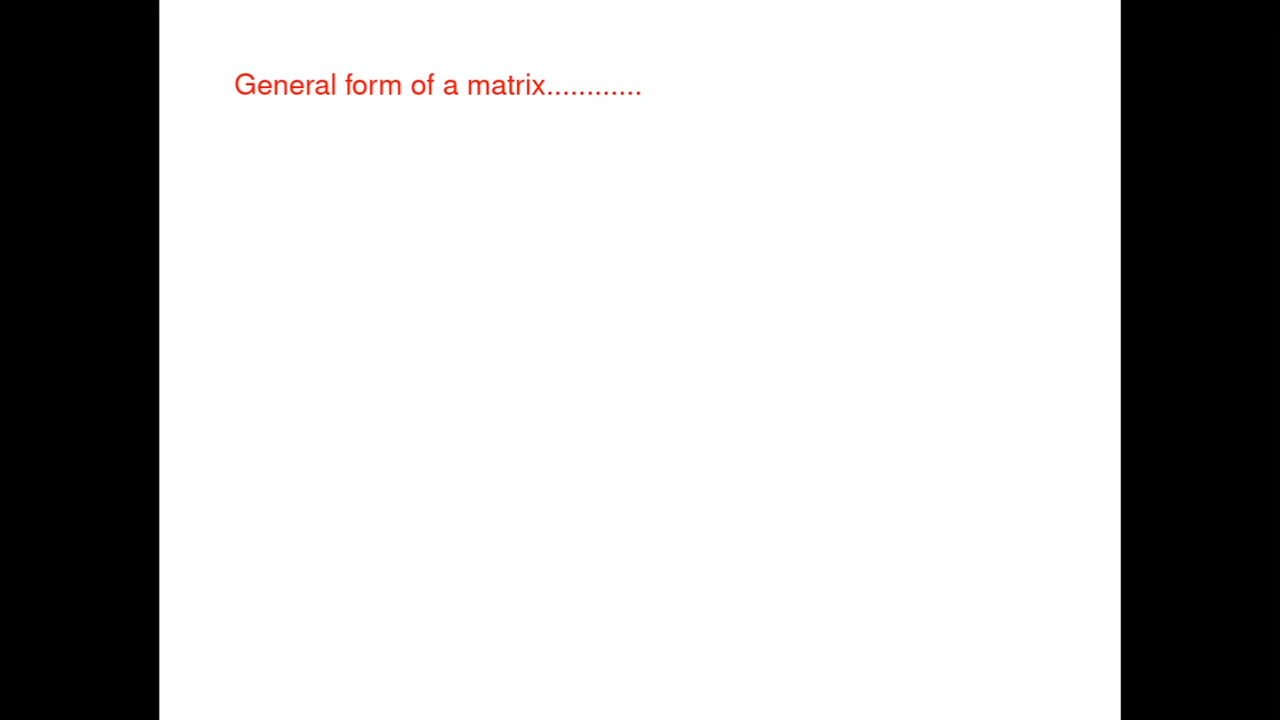 General form of a matrix............